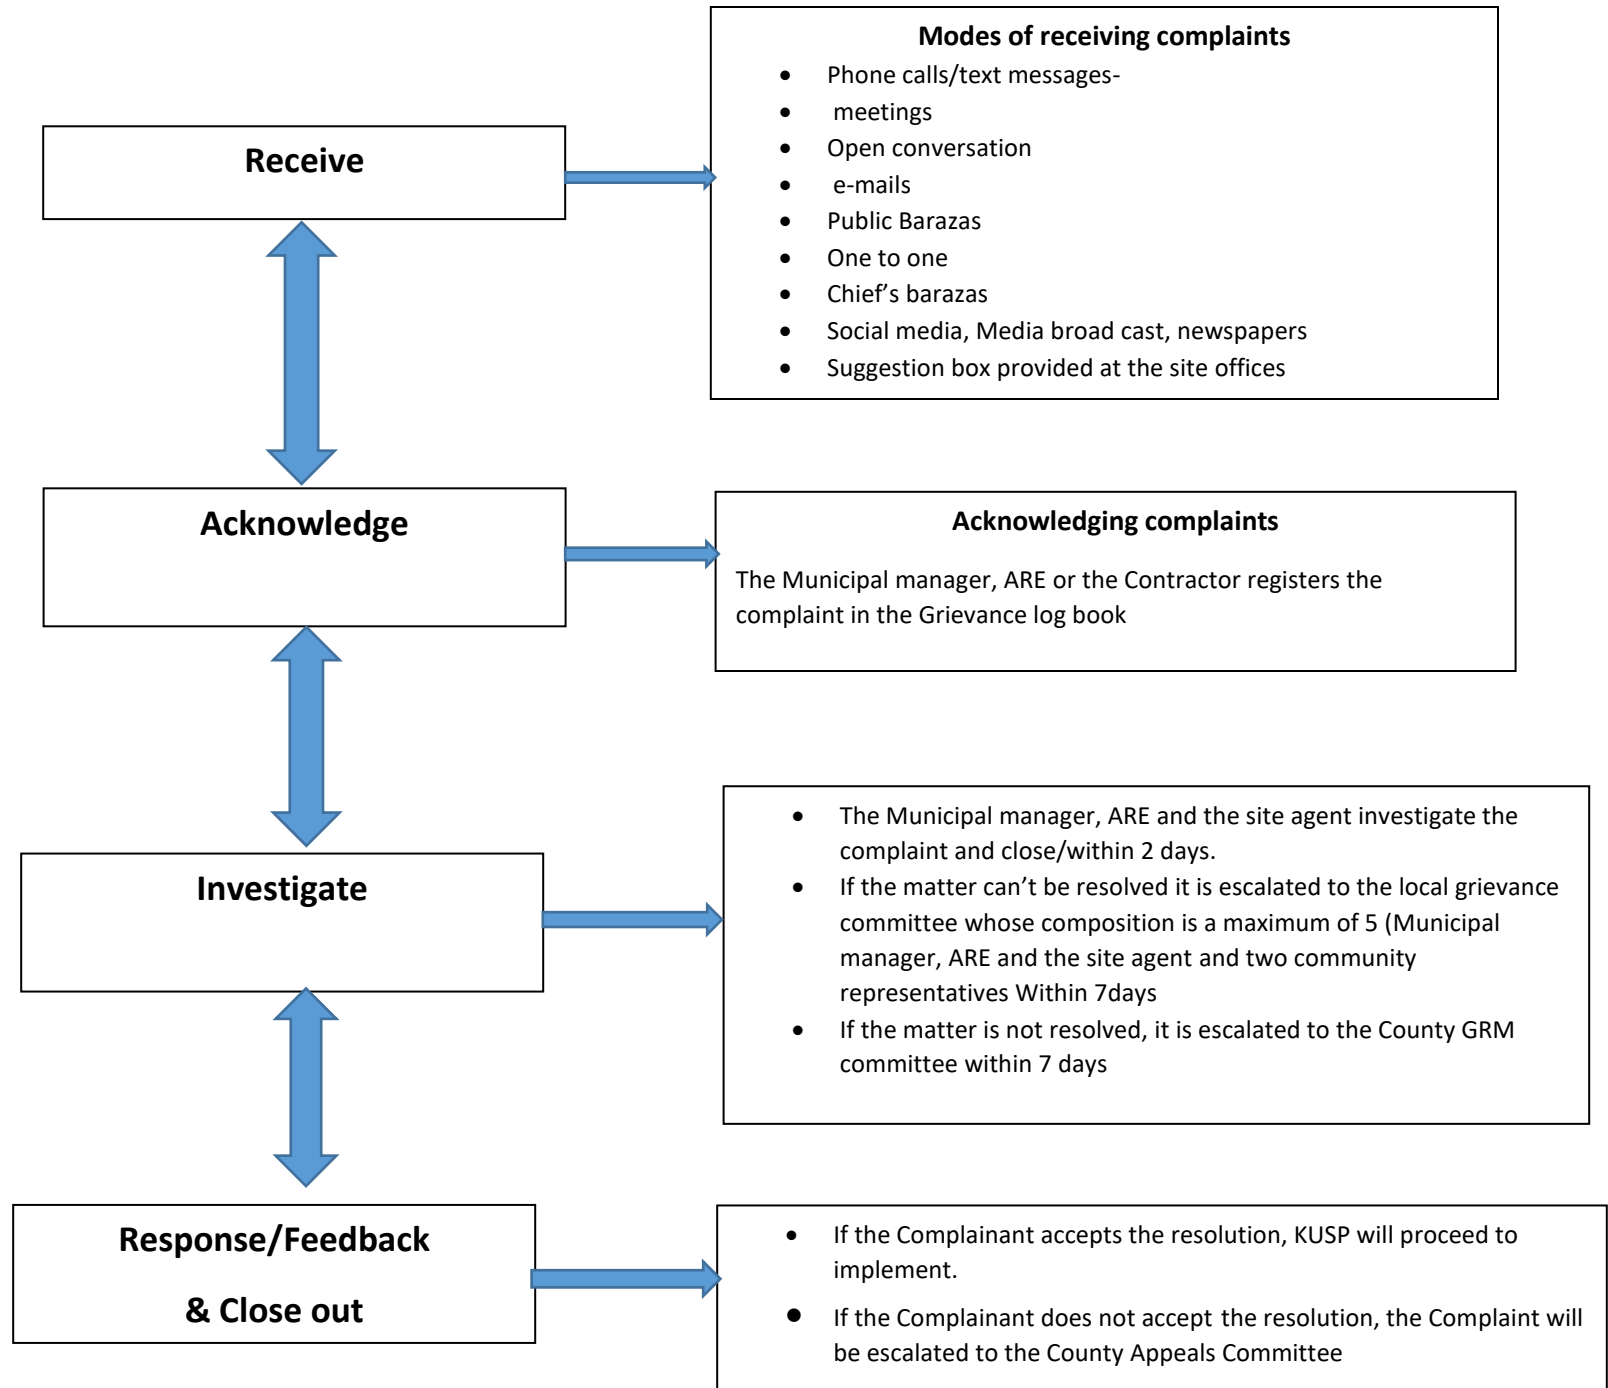 Receive
Modes of receiving complaints
• Phone calls/text messages-
• meetings
• Open conversation
• e-mails
• Public Barazas
• One to one
• Chief’s barazas
• Social media, Media broad cast, newspapers
• Suggestion box provided at the site offices
Acknowledge
Acknowledging complaints
The Municipal manager, ARE or the Contractor registers the
complaint in the Grievance log book
Investigate
• The Municipal manager, ARE and the site agent investigate the
complaint and close/within 2 days.
• If the matter can’t be resolved it is escalated to the local grievance
committee whose composition is a maximum of 5 (Municipal
manager, ARE and the site agent and two community
representatives Within 7days
• If the matter is not resolved, it is escalated to the County GRM
committee within 7 days
Response/Feedback
& Close out
• If the Complainant accepts the resolution, KUSP will proceed to
implement.
• If the Complainant does not accept the resolution, the Complaint will
be escalated to the County Appeals Committee